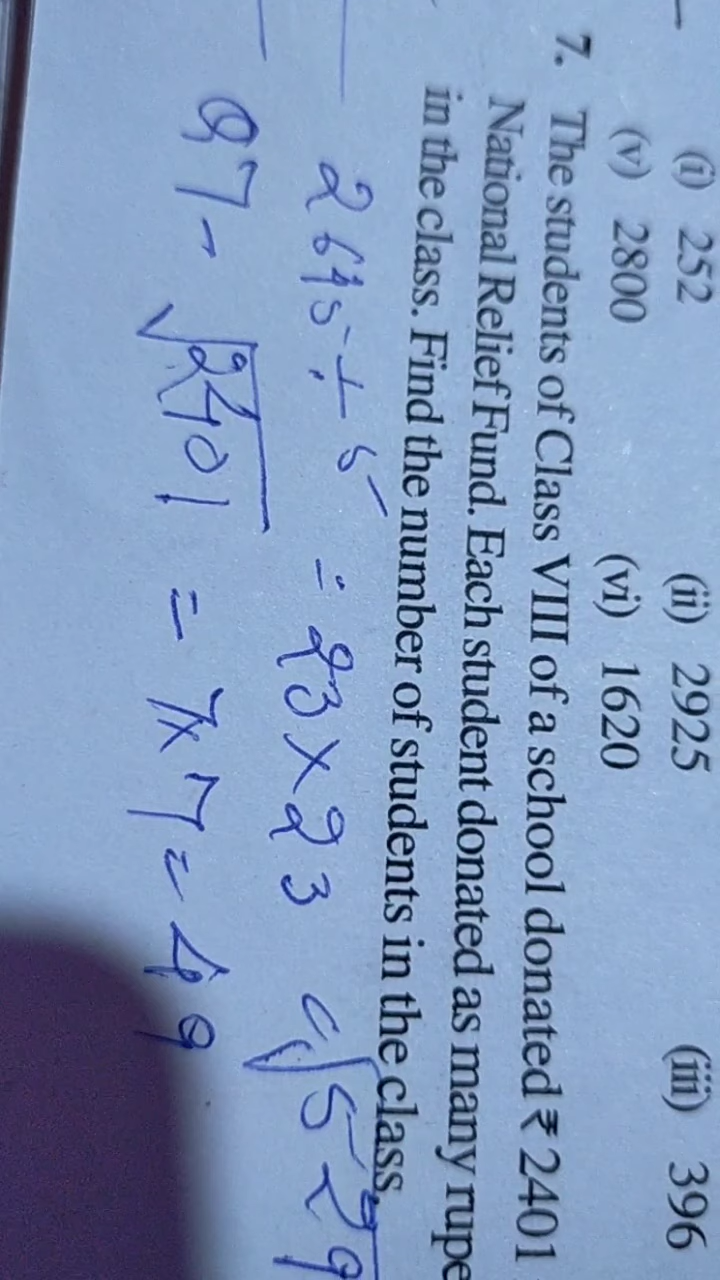 (i) 252 (ii) 2925 (iii) 396
(v) 2800 (vi) 1620
7. The students of Class VIII of a school donated ₹ 2401
National Relief Fund. Each student donated as many rupe
in the class. Find the number of students in the class.
2645 ÷ 5 = 23 × 23 √529
Q7 - √2401 = 7×7 = 49